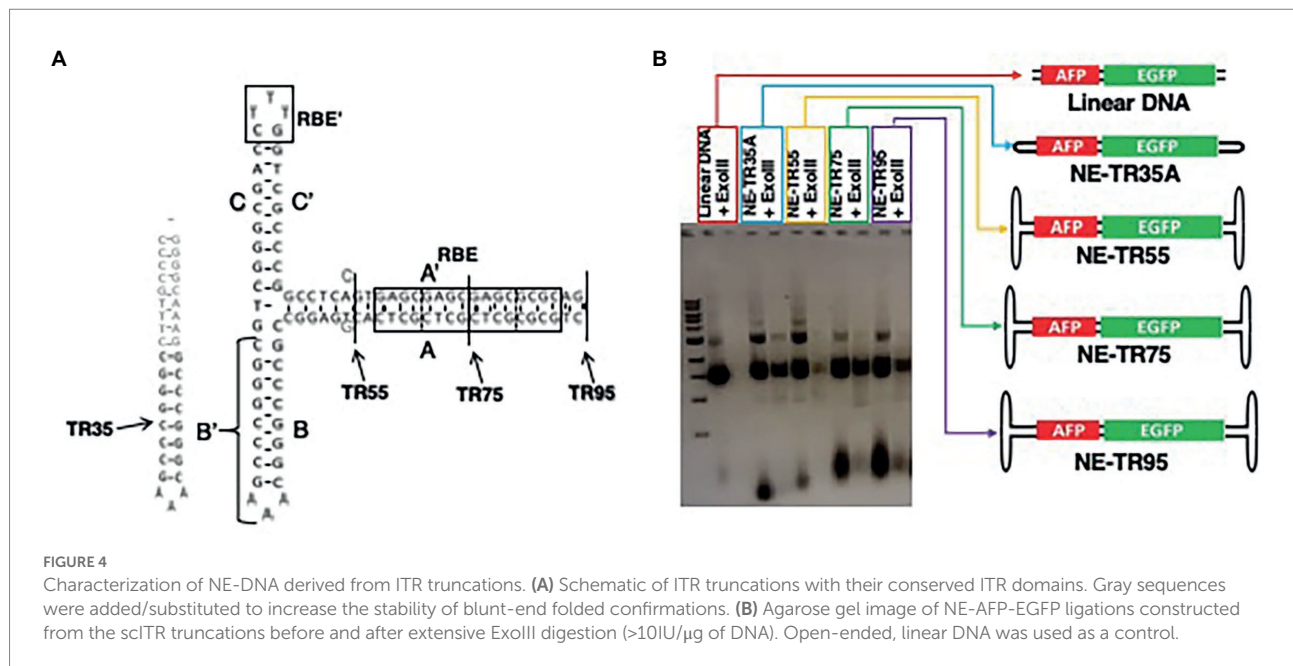 A
T
T T
C G
RBE'
C
C'
RBE
A'
GCCTCAGTGAGCGAGCGAGCGCGCAG
CGGAGTCACTCGCTCGCTCGCGCGTC
A
TR55
TR75
TR95
TR35
B'
B
A A
A
B
Linear DNA + ExoIII
NE-TR35A + ExoIII
NE-TR55 + ExoIII
NE-TR75 + ExoIII
NE-TR95 + ExoIII
AFP EGFP
Linear DNA
AFP EGFP
NE-TR35A
AFP EGFP
NE-TR55
AFP EGFP
NE-TR75
AFP EGFP
NE-TR95
FIGURE 4
Characterization of NE-DNA derived from ITR truncations. (A) Schematic of ITR truncations with their conserved ITR domains. Gray sequences
were added/substituted to increase the stability of blunt-end folded confirmations. (B) Agarose gel image of NE-AFP-EGFP ligations constructed
from the scITR truncations before and after extensive ExoIII digestion (>10IU/μg of DNA). Open-ended, linear DNA was used as a control.